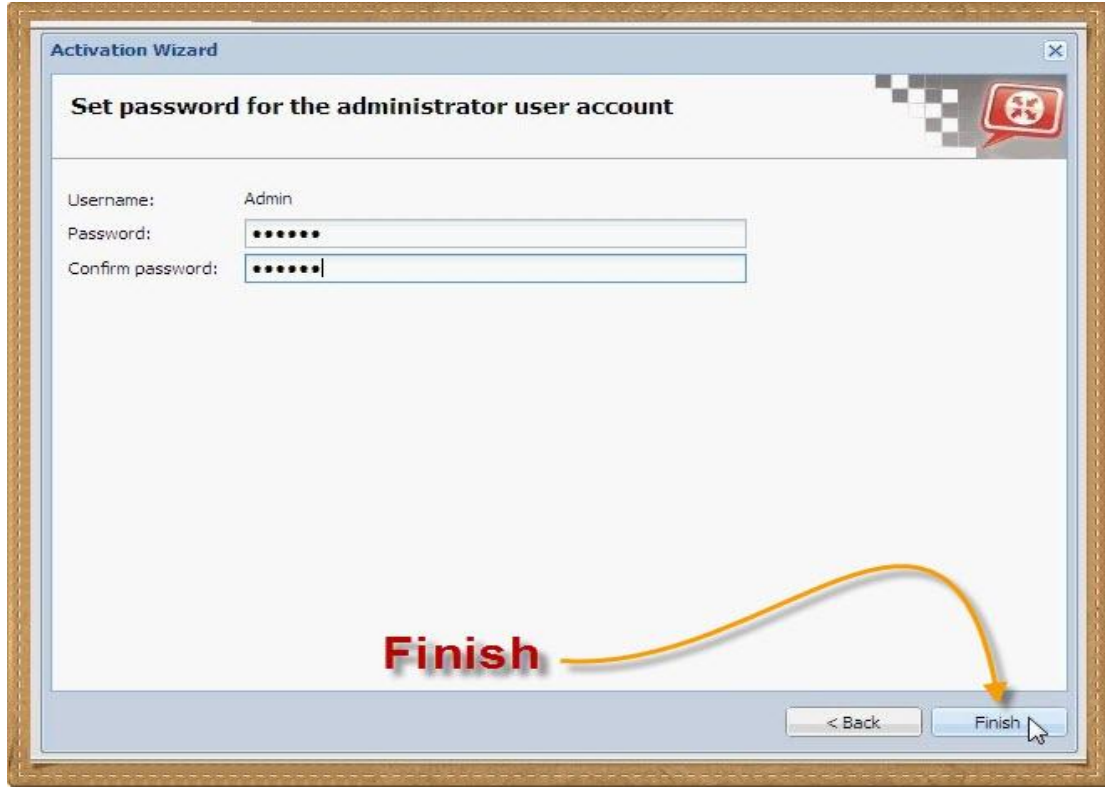 Activation Wizard
Set password for the administrator user account
Username: Admin
Password: ••••••
Confirm password: ••••••
Finish
< Back Finish